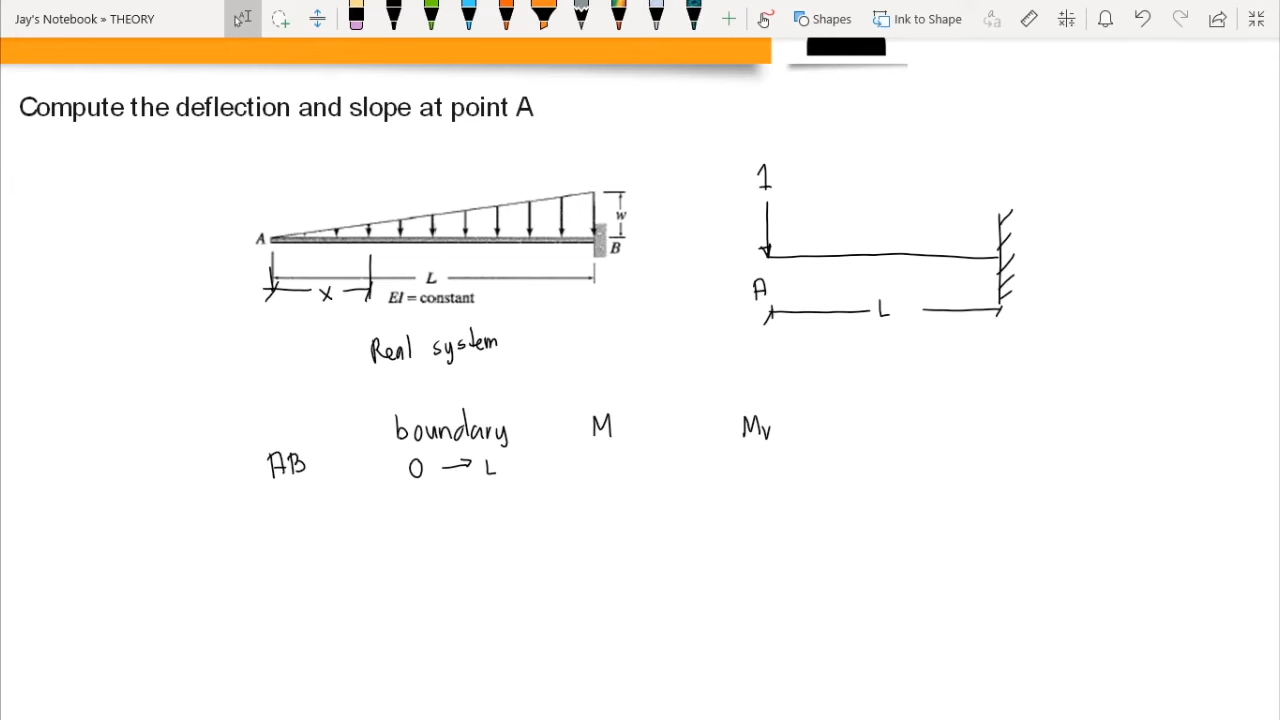 Jay's Notebook » THEORY
Shapes
Ink to Shape
Compute the deflection and slope at point A
A
w
B
L
x
EI = constant
Real system
1
A
L
boundary M Mv
AB 0 → L